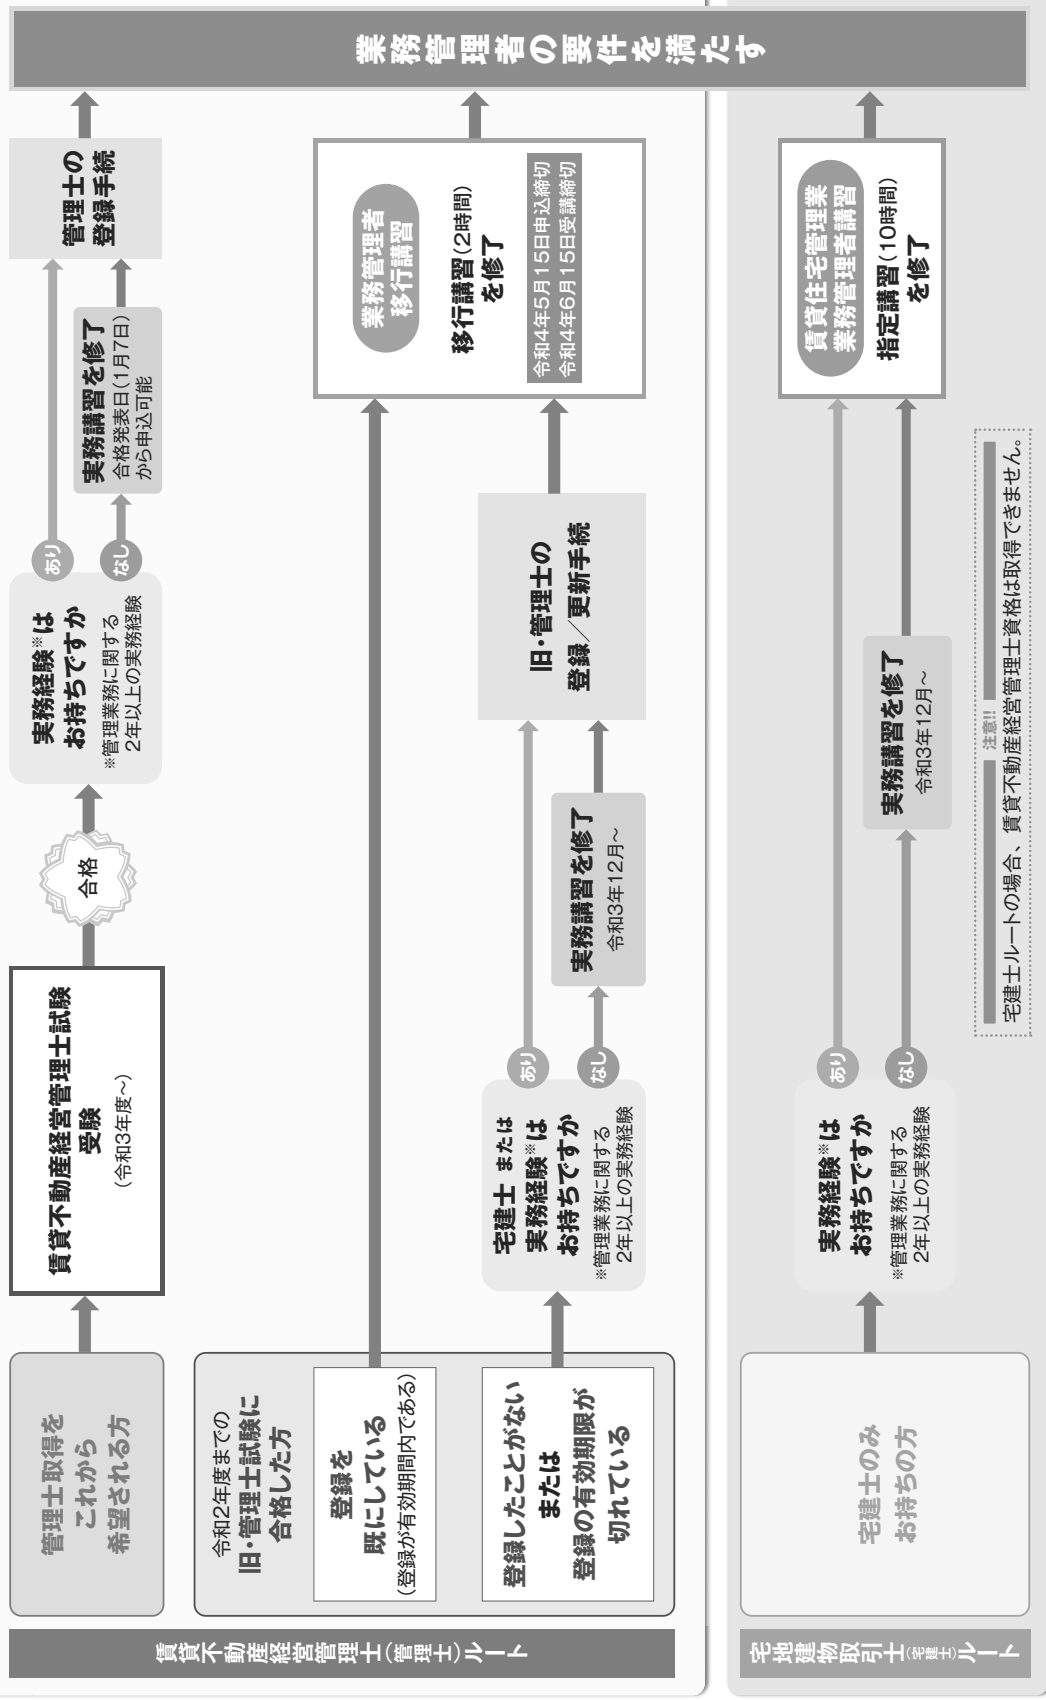 賃貸不動産経営管理士(管理士)ルート
管理士取得を
これから
希望される方
賃貸不動産経営管理士試験
受験
(令和3年度～)
合格
実務経験※は
お持ちですか
※管理業務に関する
2年以上の実務経験
あり
なし
実務講習を修了
合格発表日(1月7日)
から申込可能
管理士の
登録手続
令和2年度までの
旧・管理士試験に
合格した方
登録を
既にしている
(登録が有効期間内である)
登録したことがない
または
登録の有効期限が
切れている
宅建士 または
実務経験※は
お持ちですか
※管理業務に関する
2年以上の実務経験
あり
なし
実務講習を修了
令和3年12月～
旧・管理士の
登録／更新手続
業務管理者
移行講習
移行講習(2時間)
を修了
令和4年5月15日申込締切
令和4年6月15日受講締切
宅地建物取引士(宅建士)ルート
宅建士のみ
お持ちの方
実務経験※は
お持ちですか
※管理業務に関する
2年以上の実務経験
あり
なし
実務講習を修了
令和3年12月～
賃貸住宅管理業
業務管理者講習
指定講習(10時間)
を修了
注意!!
宅建士ルートの場合、賃貸不動産経営管理士資格は取得できません。
業務管理者の要件を満たす